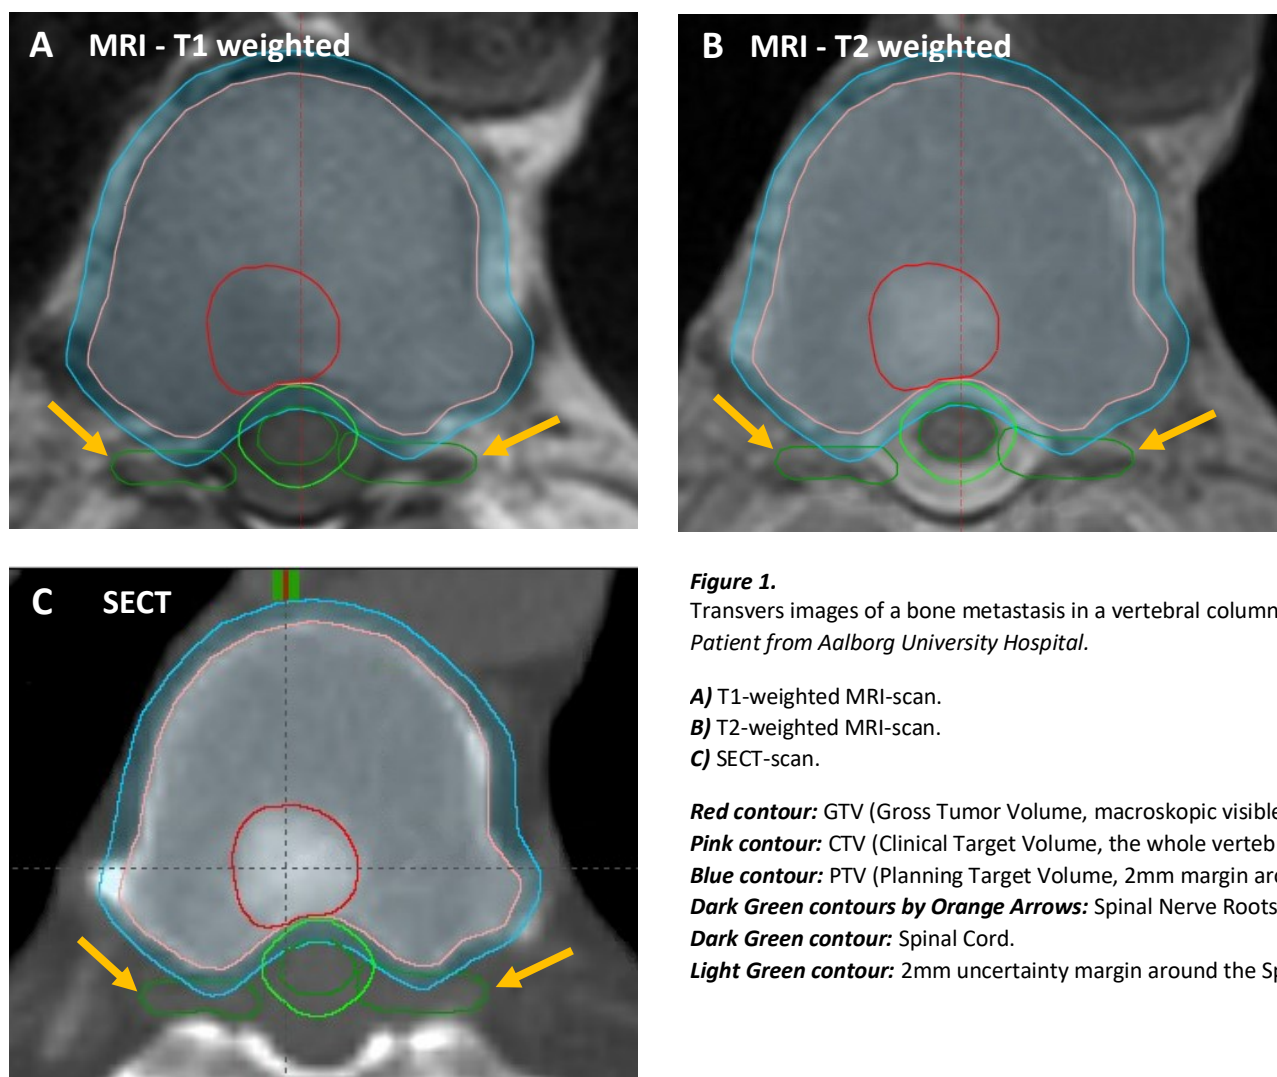 A MRI - T1 weighted
B MRI - T2 weighted
C SECT
Figure 1.
Transvers images of a bone metastasis in a vertebral column
Patient from Aalborg University Hospital.
A) T1-weighted MRI-scan.
B) T2-weighted MRI-scan.
C) SECT-scan.
Red contour: GTV (Gross Tumor Volume, macroskopic visible
Pink contour: CTV (Clinical Target Volume, the whole verteb
Blue contour: PTV (Planning Target Volume, 2mm margin aro
Dark Green contours by Orange Arrows: Spinal Nerve Roots
Dark Green contour: Spinal Cord.
Light Green contour: 2mm uncertainty margin around the Sp